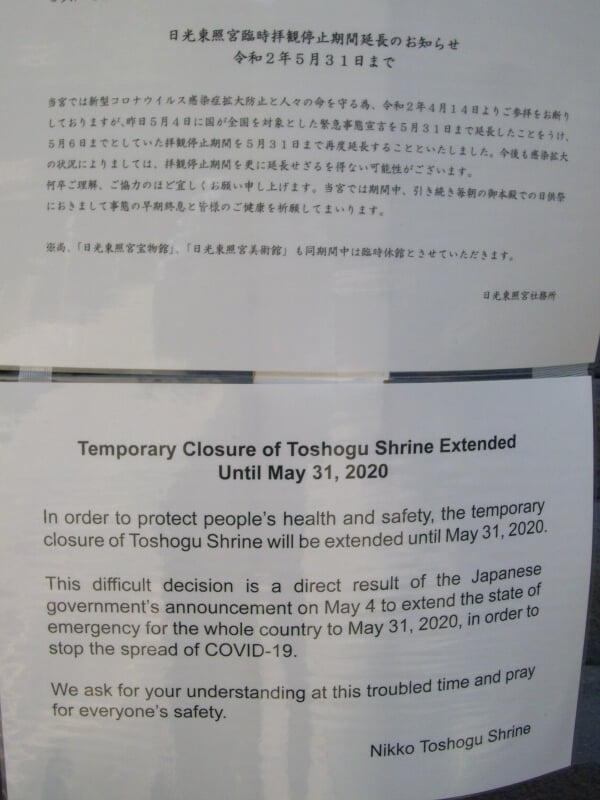 日光東照宮臨時拝観停止期間延長のお知らせ
令和2年5月31日まで
当宮では新型コロナウイルス感染症拡大防止と人々の命を守る為、令和2年4月14日よりご参拝をお断り
しておりますが、昨日5月4日に国が全国を対象とした緊急事態宣言を5月31日まで延長したことをうけ、
5月6日までとしていた拝観停止期間を5月31日まで再度延長することといたしました。今後も感染拡大
の状況によりましては、拝観停止期間を更に延長せざるを得ない可能性がございます。
何卒ご理解、ご協力のほど宜しくお願い申し上げます。当宮では期間中、引き続き毎朝の御本殿での日供祭
におきまして事態の早期終息と皆様のご健康を祈願してまいります。
※尚、「日光東照宮宝物館」、「日光東照宮美術館」も同期間中は臨時休館とさせていただきます。
日光東照宮社務所
Temporary Closure of Toshogu Shrine Extended
Until May 31, 2020
In order to protect people's health and safety, the temporary
closure of Toshogu Shrine will be extended until May 31, 2020.
This difficult decision is a direct result of the Japanese
government's announcement on May 4 to extend the state of
emergency for the whole country to May 31, 2020, in order to
stop the spread of COVID-19.
We ask for your understanding at this troubled time and pray
for everyone's safety.
Nikko Toshogu Shrine